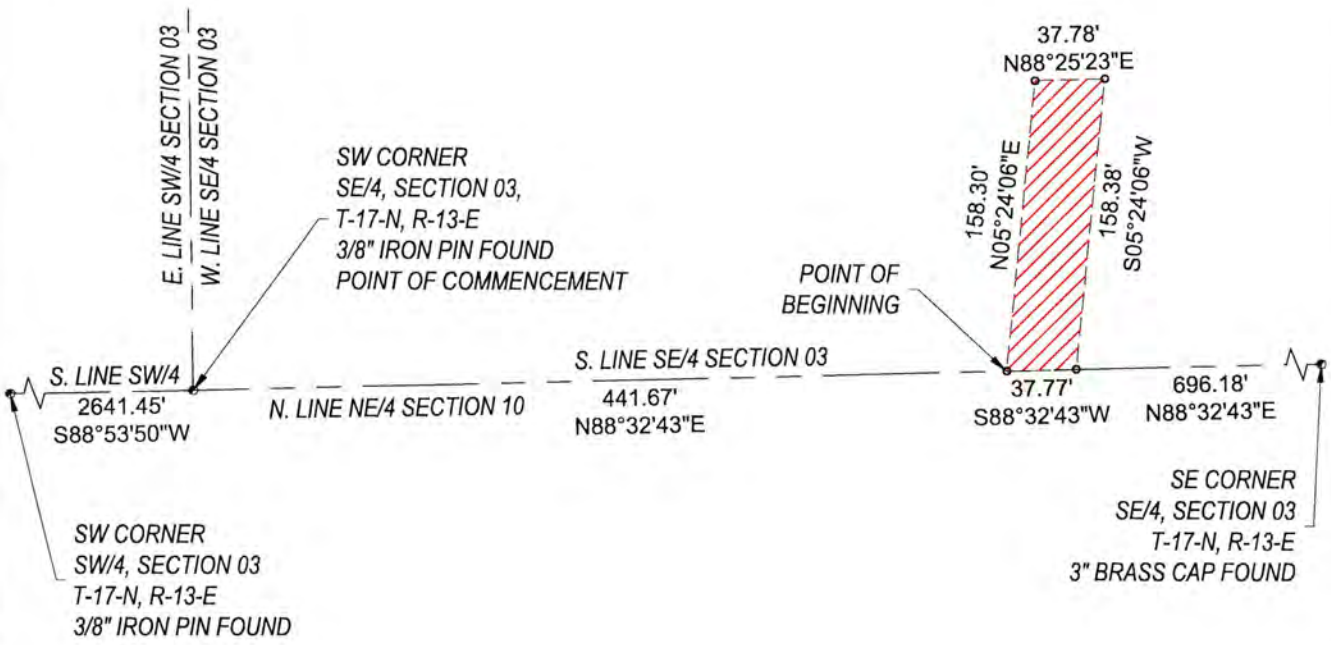 E. LINE SW/4 SECTION 03
W. LINE SE/4 SECTION 03
37.78'
N88°25'23"E
SW CORNER
SE/4, SECTION 03,
T-17-N, R-13-E
3/8" IRON PIN FOUND
POINT OF COMMENCEMENT
158.30'
N05°24'06"E
158.38'
S05°24'06"W
POINT OF
BEGINNING
S. LINE SW/4
2641.45'
S88°53'50"W
S. LINE SE/4 SECTION 03
N. LINE NE/4 SECTION 10
441.67'
N88°32'43"E
37.77'
S88°32'43"W
696.18'
N88°32'43"E
SW CORNER
SW/4, SECTION 03
T-17-N, R-13-E
3/8" IRON PIN FOUND
SE CORNER
SE/4, SECTION 03
T-17-N, R-13-E
3" BRASS CAP FOUND